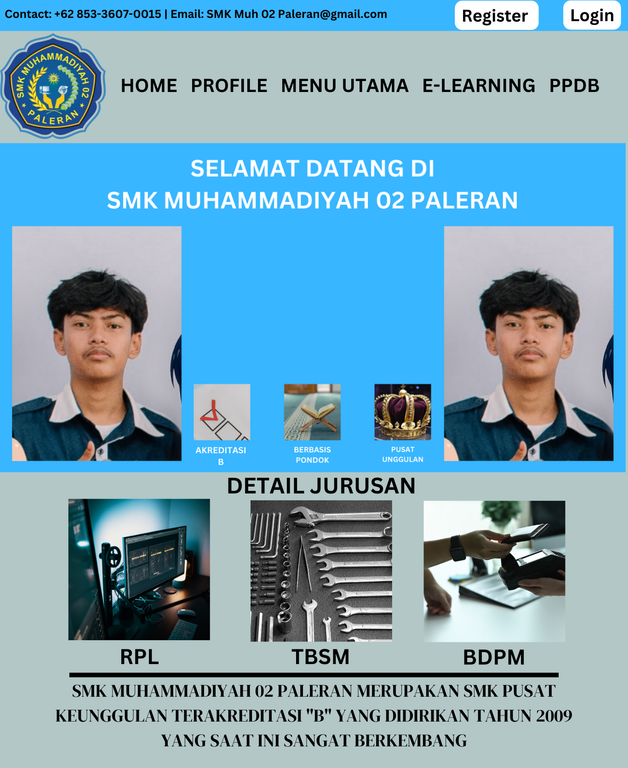 Contact: +62 853-3607-0015 | Email: SMK Muh 02 Paleran@gmail.com
Register
Login
SMK MUHAMMADIYAH 02
PALERAN
HOME PROFILE MENU UTAMA E-LEARNING PPDB
SELAMAT DATANG DI
SMK MUHAMMADIYAH 02 PALERAN
AKREDITASI
B
BERBASIS
PONDOK
PUSAT
UNGGULAN
DETAIL JURUSAN
RPL
TBSM
BDPM
SMK MUHAMMADIYAH 02 PALERAN MERUPAKAN SMK PUSAT
KEUNGGULAN TERAKREDITASI "B" YANG DIDIRIKAN TAHUN 2009
YANG SAAT INI SANGAT BERKEMBANG